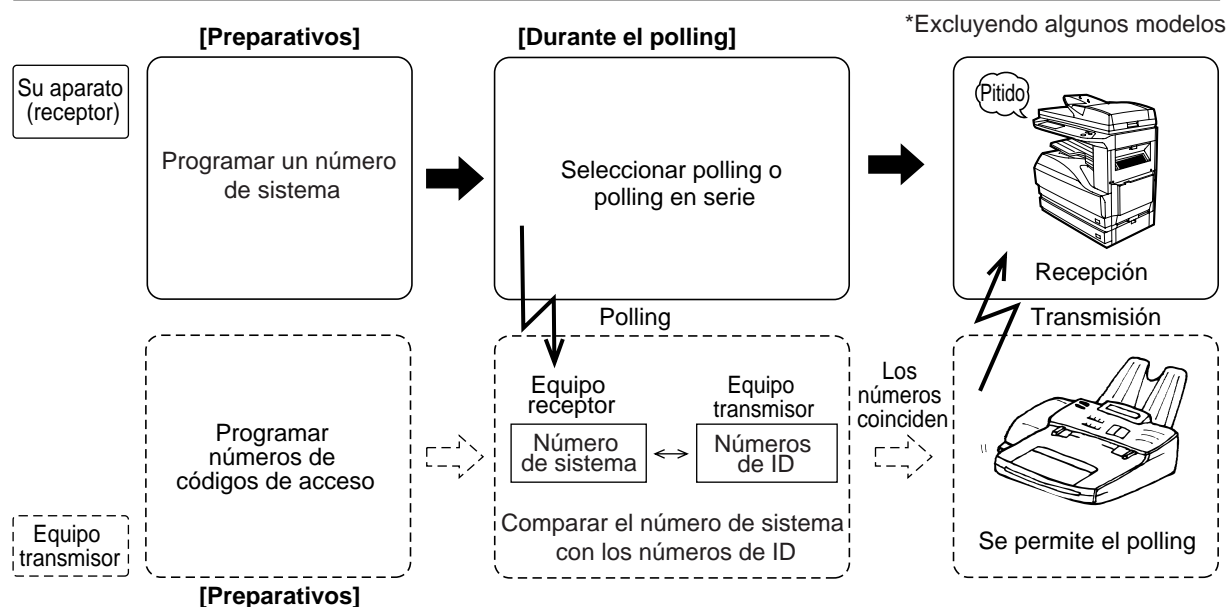 [Preparativos]
[Durante el polling]
*Excluyendo algunos modelos
Su aparato
(receptor)
Programar un número
de sistema
Seleccionar polling o
polling en serie
Pitido
Recepción
Polling
Transmisión
Programar
números de
códigos de acceso
Equipo
receptor
Número
de sistema
Equipo
transmisor
Números
de ID
Comparar el número de sistema
con los números de ID
Los
números
coinciden
Se permite el polling
Equipo
transmisor
[Preparativos]